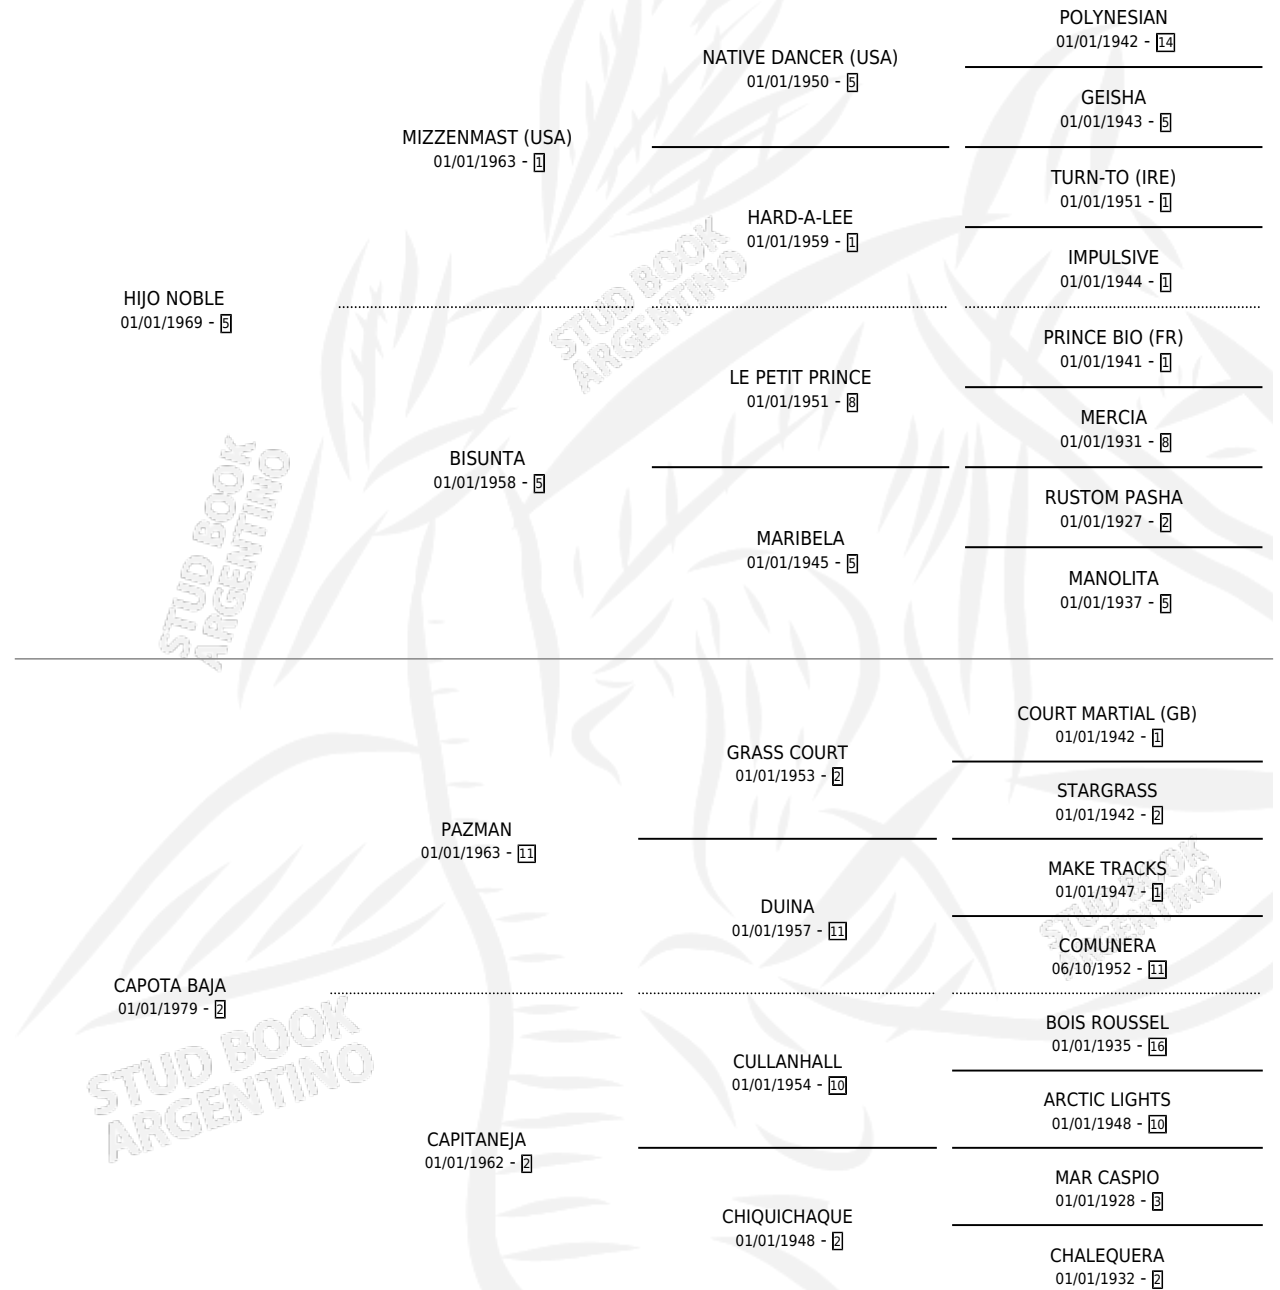 POLYNESIAN
01/01/1942 - 14
NATIVE DANCER (USA)
01/01/1950 - 5
GEISHA
01/01/1943 - 5
MIZZENMAST (USA)
01/01/1963 - 1
TURN-TO (IRE)
01/01/1951 - 1
HARD-A-LEE
01/01/1959 - 1
IMPULSIVE
01/01/1944 - 1
HIJO NOBLE
01/01/1969 - 5
PRINCE BIO (FR)
01/01/1941 - 1
LE PETIT PRINCE
01/01/1951 - 8
MERCIA
01/01/1931 - 8
BISUNTA
01/01/1958 - 5
RUSTOM PASHA
01/01/1927 - 2
MARIBELA
01/01/1945 - 5
MANOLITA
01/01/1937 - 5
COURT MARTIAL (GB)
01/01/1942 - 1
GRASS COURT
01/01/1953 - 2
STARGRASS
01/01/1942 - 2
PAZMAN
01/01/1963 - 11
MAKE TRACKS
01/01/1947 - 1
DUINA
01/01/1957 - 11
COMUNERA
06/10/1952 - 11
CAPOTA BAJA
01/01/1979 - 2
BOIS ROUSSEL
01/01/1935 - 16
CULLANHALL
01/01/1954 - 10
ARCTIC LIGHTS
01/01/1948 - 10
CAPITANEJA
01/01/1962 - 2
MAR CASPIO
01/01/1928 - 3
CHIQUICHAQUE
01/01/1948 - 2
CHALEQUERA
01/01/1932 - 2
STUD BOOK
ARGENTINO
STUD BOOK
ARGENTINO
STUD BOOK
ARGENTINO
STUD BOOK
ARGENTINO